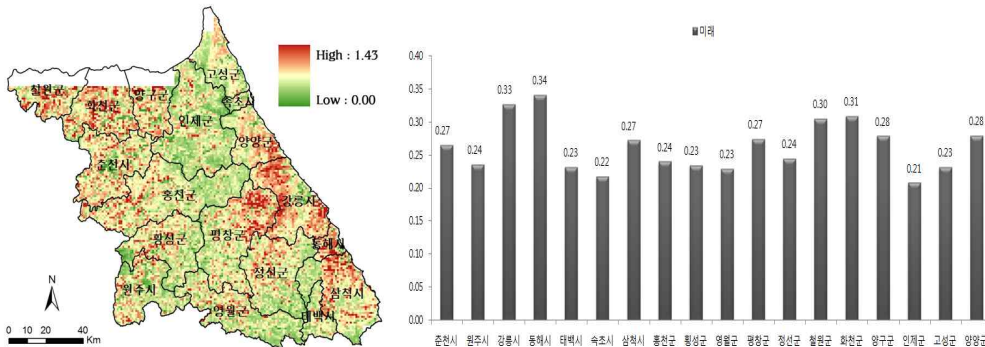 High : 1.43
Low : 0.00
고성군
철원군
화천군
양구군
속초시
인제군
양양군
춘천시
홍천군
강릉시
횡성군
평창군
동해시
정선군
원주시
삼척시
영월군
태백시
N
0 10 20 40
Km
미래
0.40
0.35
0.30
0.25
0.20
0.15
0.10
0.05
0.00
0.27 0.24 0.33 0.34 0.23 0.22 0.27 0.24 0.23 0.23 0.27 0.24 0.30 0.31 0.28 0.21 0.23 0.28
춘천시 원주시 강릉시 동해시 태백시 속초시 삼척시 홍천군 횡성군 영월군 평창군 정선군 철원군 화천군 양구군 인제군 고성군 양양군